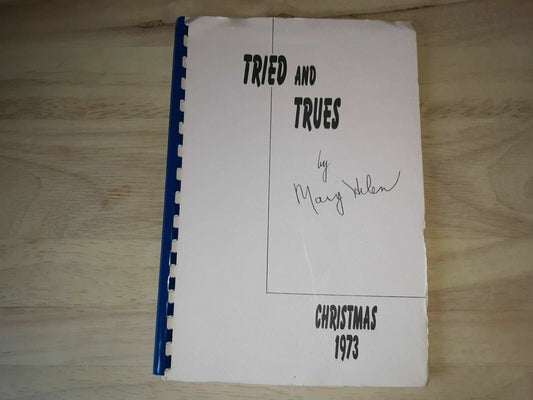 TRIED AND
TRUES
by
Mary Helen
CHRISTMAS
1973